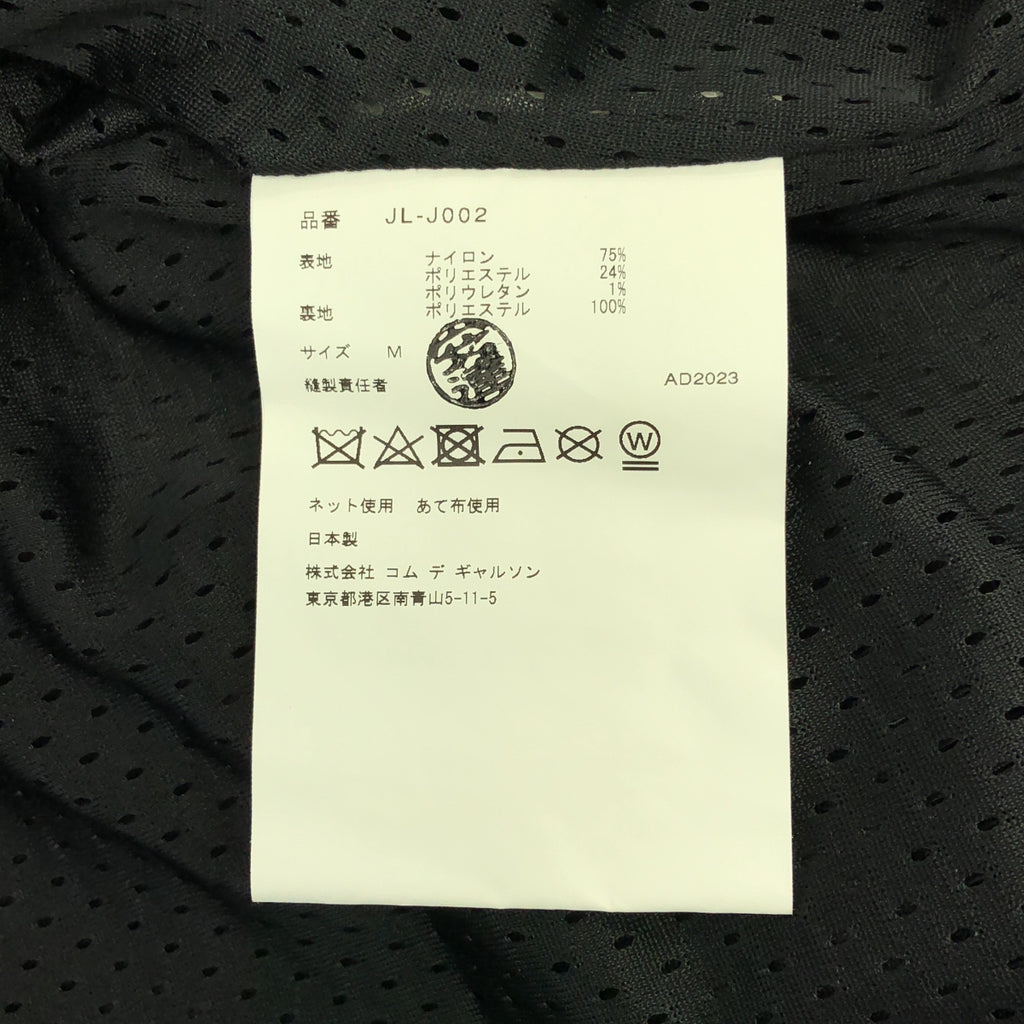 品番 JL-J002
表地 ナイロン 75%
ポリエステル 24%
ポリウレタン 1%
裏地 ポリエステル 100%
サイズ M
縫製責任者 AD2023
W
ネット使用 あて布使用
日本製
株式会社 コム デ ギャルソン
東京都港区南青山5-11-5